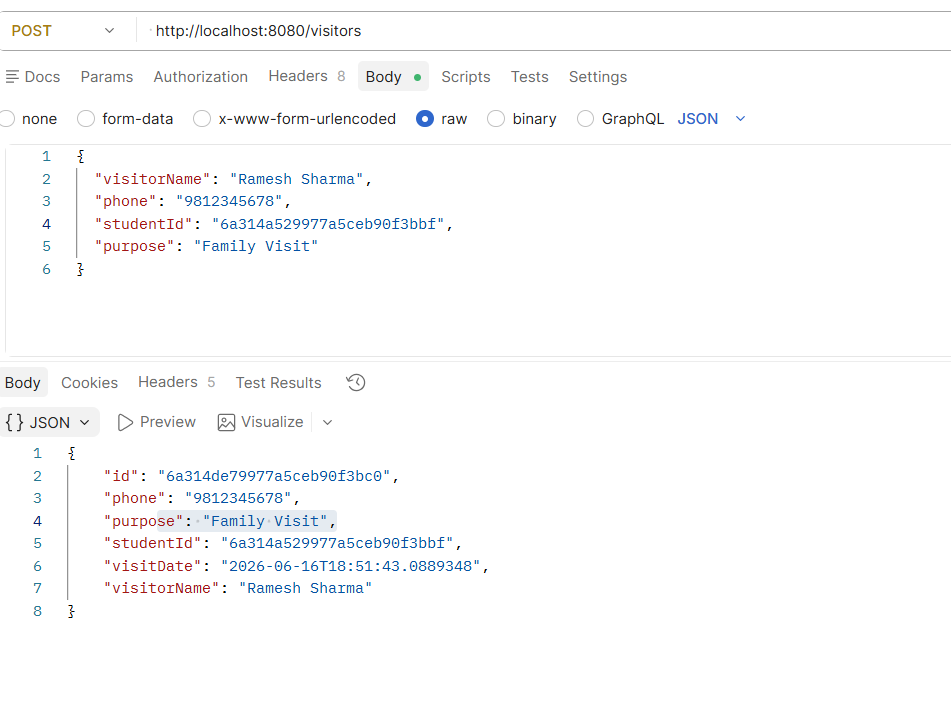 POST http://localhost:8080/visitors
Docs Params Authorization Headers 8 Body Scripts Tests Settings
none form-data x-www-form-urlencoded raw binary GraphQL JSON
1 {
2 "visitorName": "Ramesh Sharma",
3 "phone": "9812345678",
4 "studentId": "6a314a529977a5ceb90f3bbf",
5 "purpose": "Family Visit"
6 }
Body Cookies Headers 5 Test Results
{} JSON Preview Visualize
1 {
2 "id": "6a314de79977a5ceb90f3bc0",
3 "phone": "9812345678",
4 "purpose": "Family Visit",
5 "studentId": "6a314a529977a5ceb90f3bbf",
6 "visitDate": "2026-06-16T18:51:43.0889348",
7 "visitorName": "Ramesh Sharma"
8 }